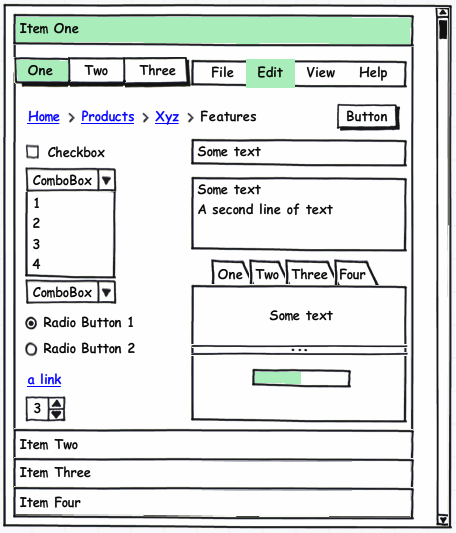 Item One
One Two Three File Edit View Help
Home > Products > Xyz > Features Button
Checkbox
Some text
ComboBox
1
2
3
4
Some text
A second line of text
ComboBox
One Two Three Four
Radio Button 1
Some text
Radio Button 2
...
a link
3
Item Two
Item Three
Item Four